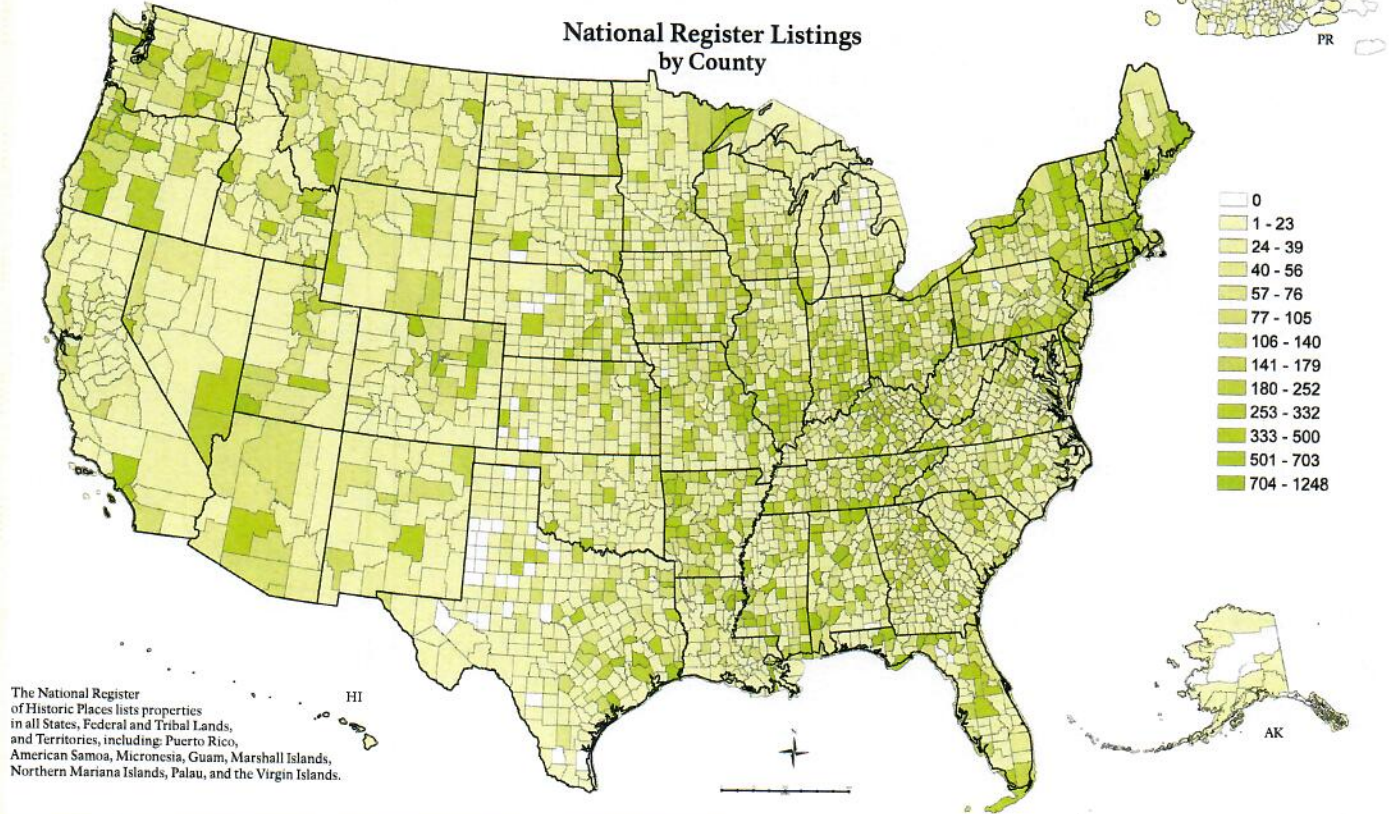 National Register Listings
by County
PR
0
1 - 23
24 - 39
40 - 56
57 - 76
77 - 105
106 - 140
141 - 179
180 - 252
253 - 332
333 - 500
501 - 703
704 - 1248
HI
AK
The National Register
of Historic Places lists properties
in all States, Federal and Tribal Lands,
and Territories, including: Puerto Rico,
American Samoa, Micronesia, Guam, Marshall Islands,
Northern Mariana Islands, Palau, and the Virgin Islands.